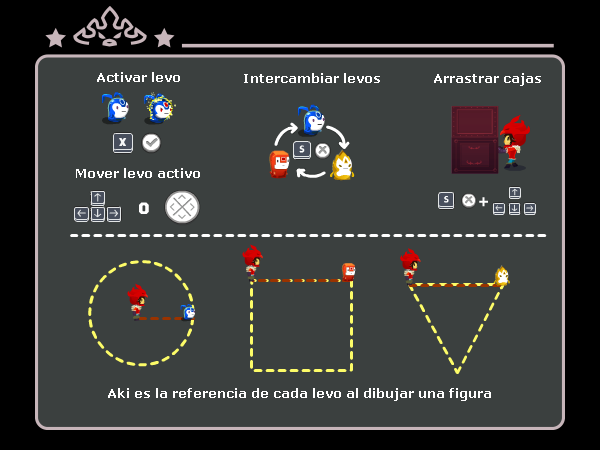 Activar levo
Intercambiar levos
Arrastrar cajas
X
S
Mover levo activo
o
S
+
Aki es la referencia de cada levo al dibujar una figura